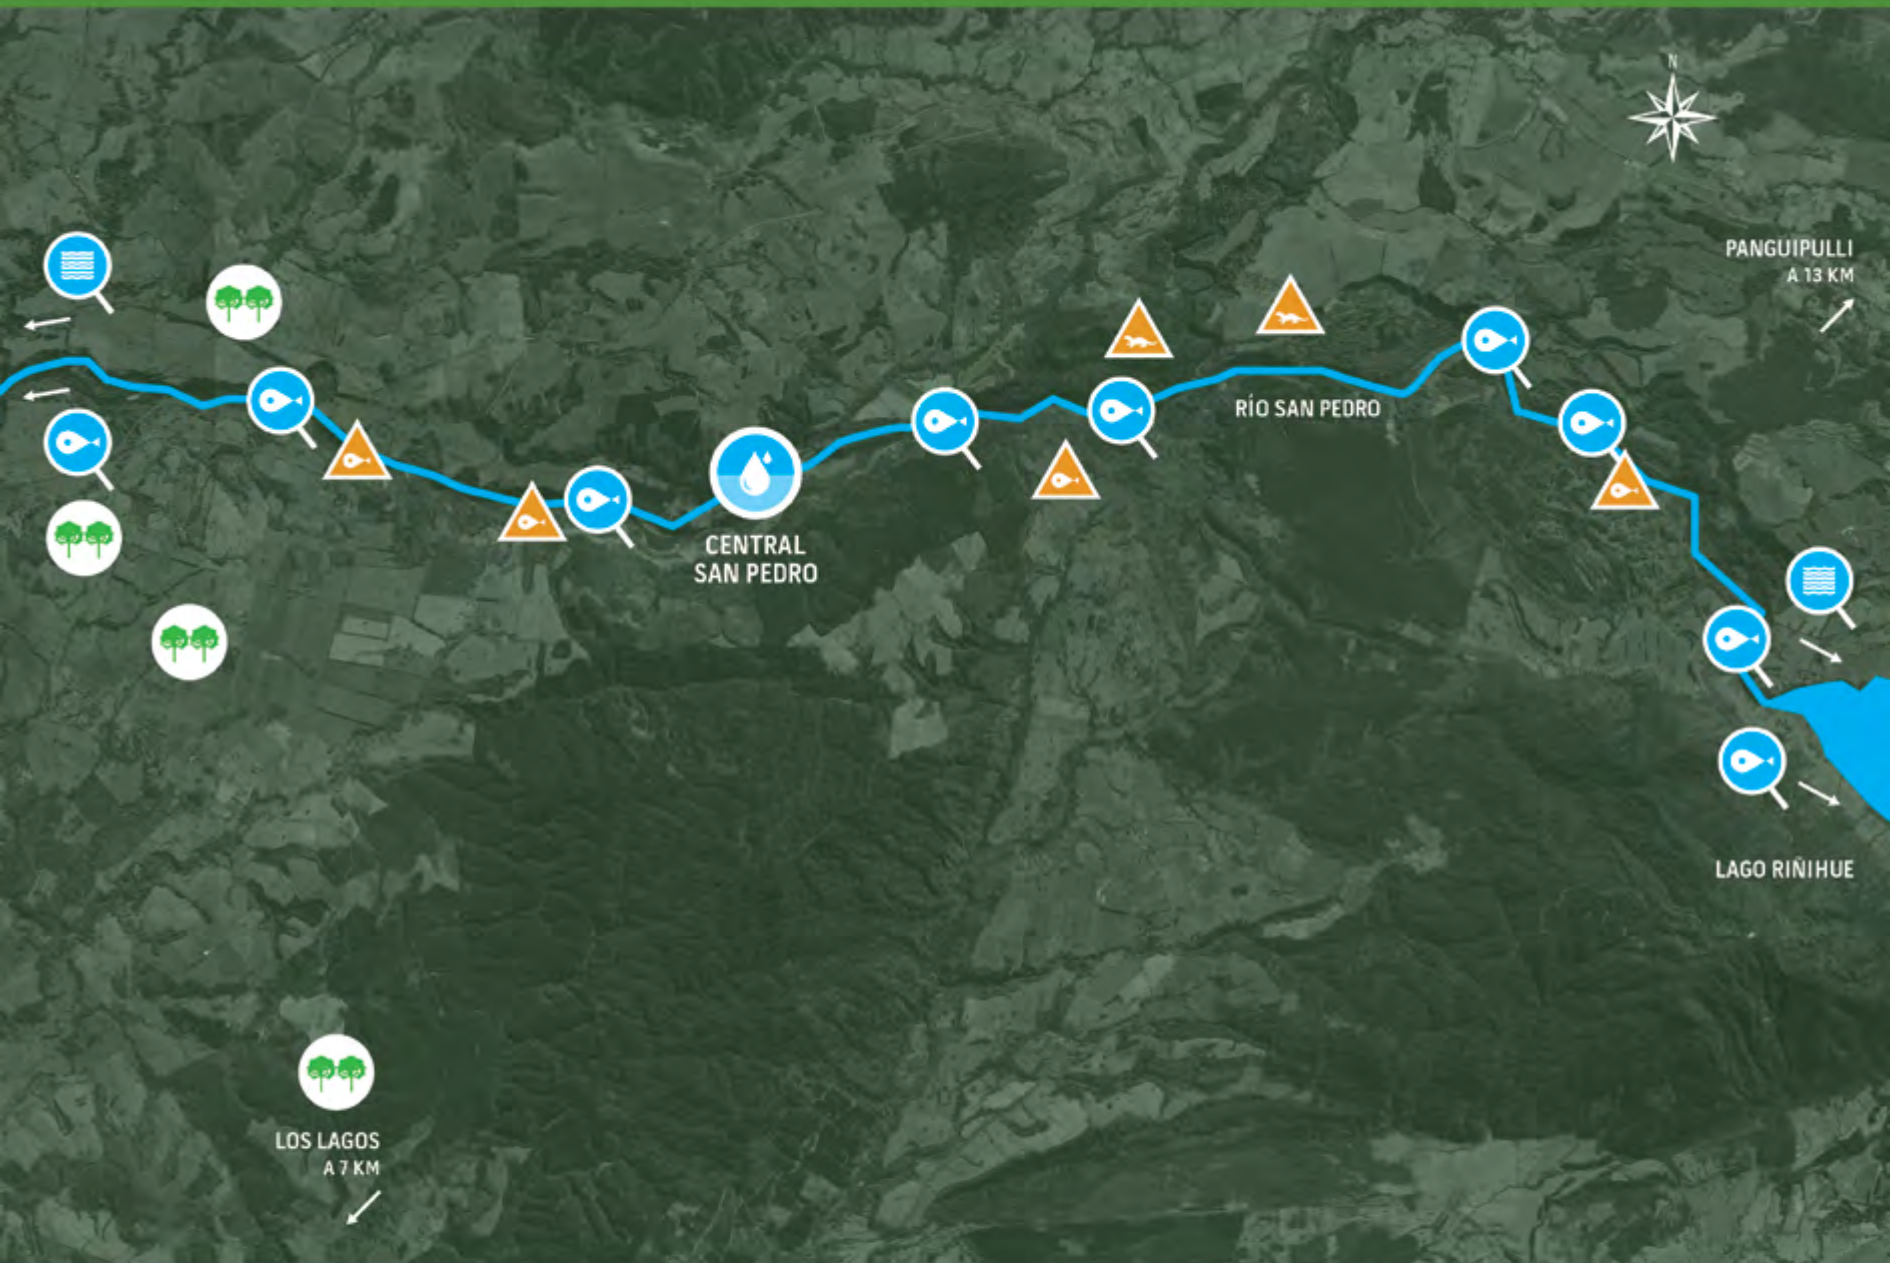 N
PANGUIPULLI
A 13 KM
RÍO SAN PEDRO
CENTRAL
SAN PEDRO
LAGO RIÑIHUE
LOS LAGOS
A 7 KM